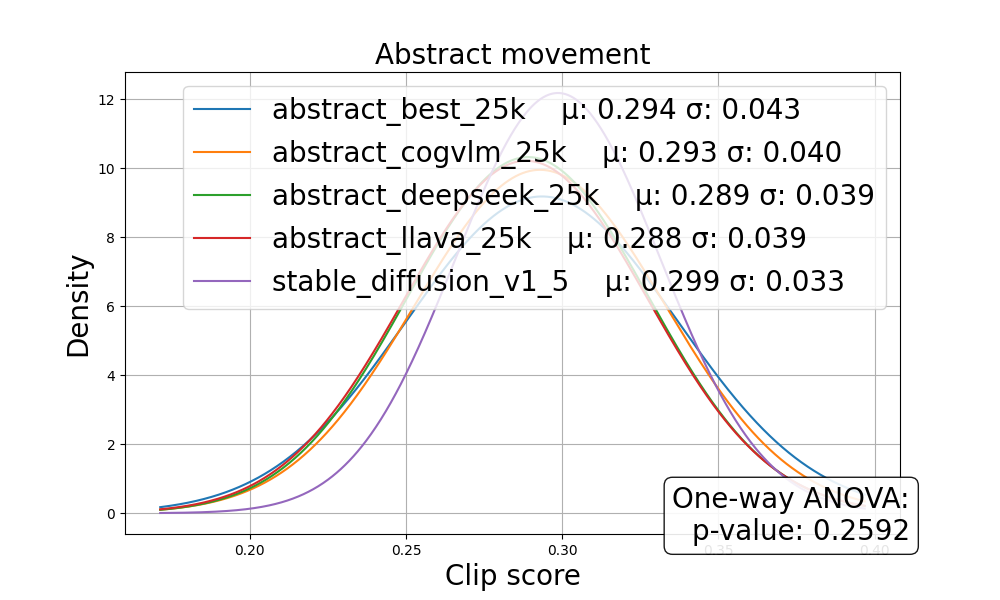 Abstract movement
12
10
8
6
4
2
0
Density
abstract_best_25k μ: 0.294 σ: 0.043
abstract_cogvlm_25k μ: 0.293 σ: 0.040
abstract_deepseek_25k μ: 0.289 σ: 0.039
abstract_llava_25k μ: 0.288 σ: 0.039
stable_diffusion_v1_5 μ: 0.299 σ: 0.033
One-way ANOVA:
p-value: 0.2592
0.20 0.25 0.30 0.35 0.40
Clip score